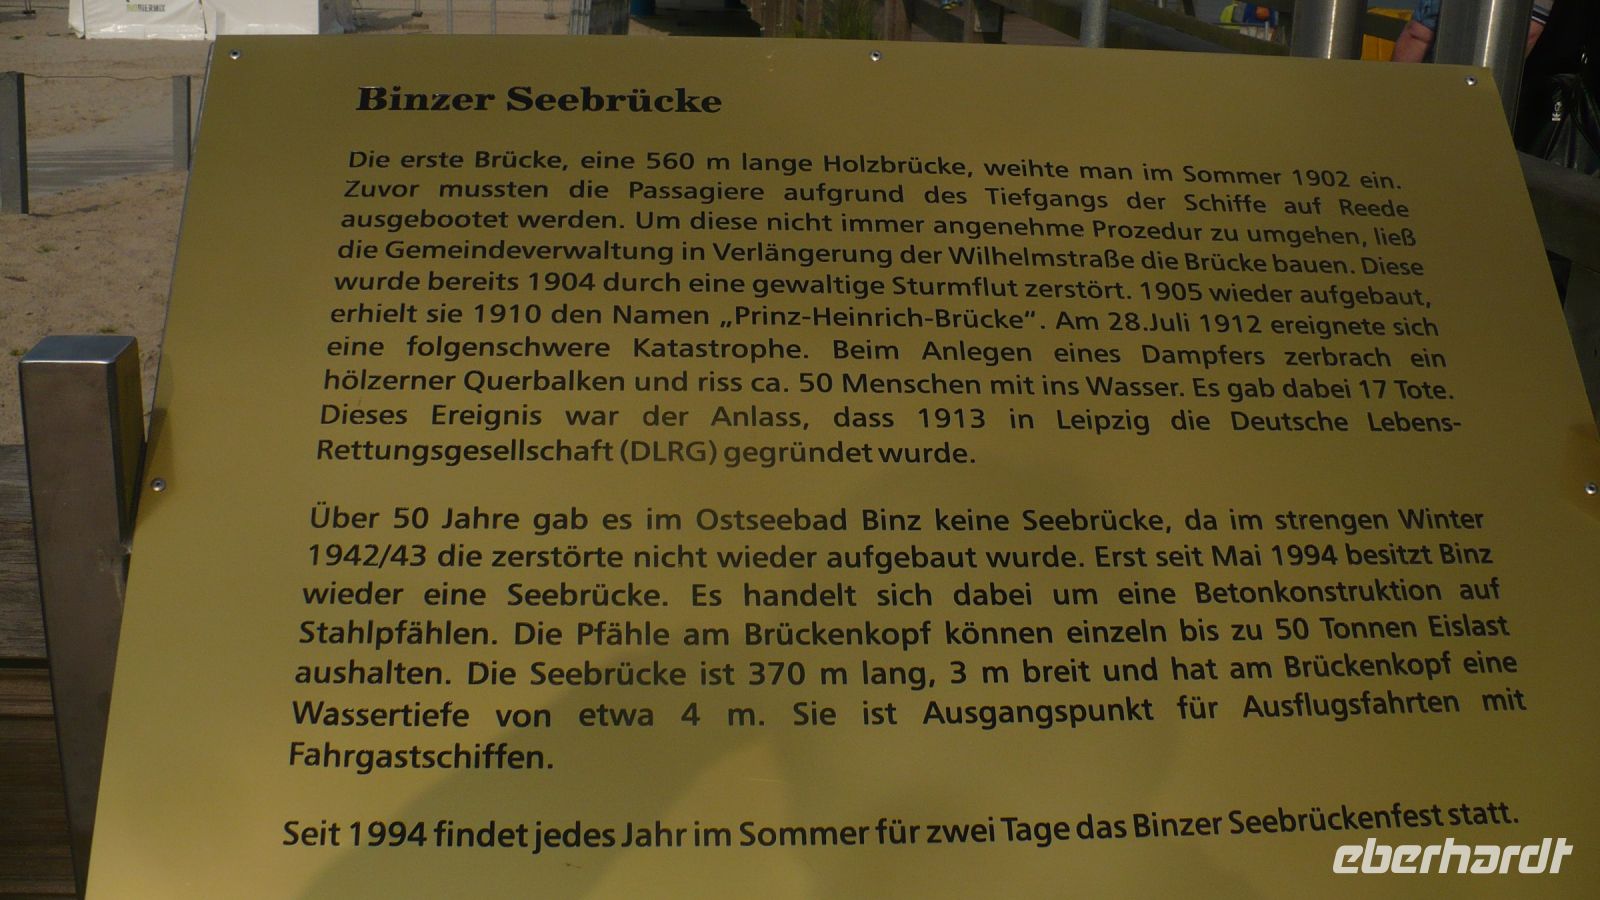 BIERMIX
Binzer Seebrücke
Die erste Brücke, eine 560 m lange Holzbrücke, weihte man im Sommer 1902 ein.
Zuvor mussten die Passagiere aufgrund des Tiefgangs der Schiffe auf Reede
ausgebootet werden. Um diese nicht immer angenehme Prozedur zu umgehen, ließ
die Gemeindeverwaltung in Verlängerung der Wilhelmstraße die Brücke bauen. Diese
wurde bereits 1904 durch eine gewaltige Sturmflut zerstört. 1905 wieder aufgebaut,
erhielt sie 1910 den Namen „Prinz-Heinrich-Brücke“. Am 28.Juli 1912 ereignete sich
eine folgenschwere Katastrophe. Beim Anlegen eines Dampfers zerbrach ein
hölzerner Querbalken und riss ca. 50 Menschen mit ins Wasser. Es gab dabei 17 Tote.
Dieses Ereignis war der Anlass, dass 1913 in Leipzig die Deutsche Lebens-
Rettungsgesellschaft (DLRG) gegründet wurde.
Über 50 Jahre gab es im Ostseebad Binz keine Seebrücke, da im strengen Winter
1942/43 die zerstörte nicht wieder aufgebaut wurde. Erst seit Mai 1994 besitzt Binz
wieder eine Seebrücke. Es handelt sich dabei um eine Betonkonstruktion auf
Stahlpfählen. Die Pfähle am Brückenkopf können einzeln bis zu 50 Tonnen Eislast
aushalten. Die Seebrücke ist 370 m lang, 3 m breit und hat am Brückenkopf eine
Wassertiefe von etwa 4 m. Sie ist Ausgangspunkt für Ausflugsfahrten mit
Fahrgastschiffen.
Seit 1994 findet jedes Jahr im Sommer für zwei Tage das Binzer Seebrückenfest statt.
eberhardt